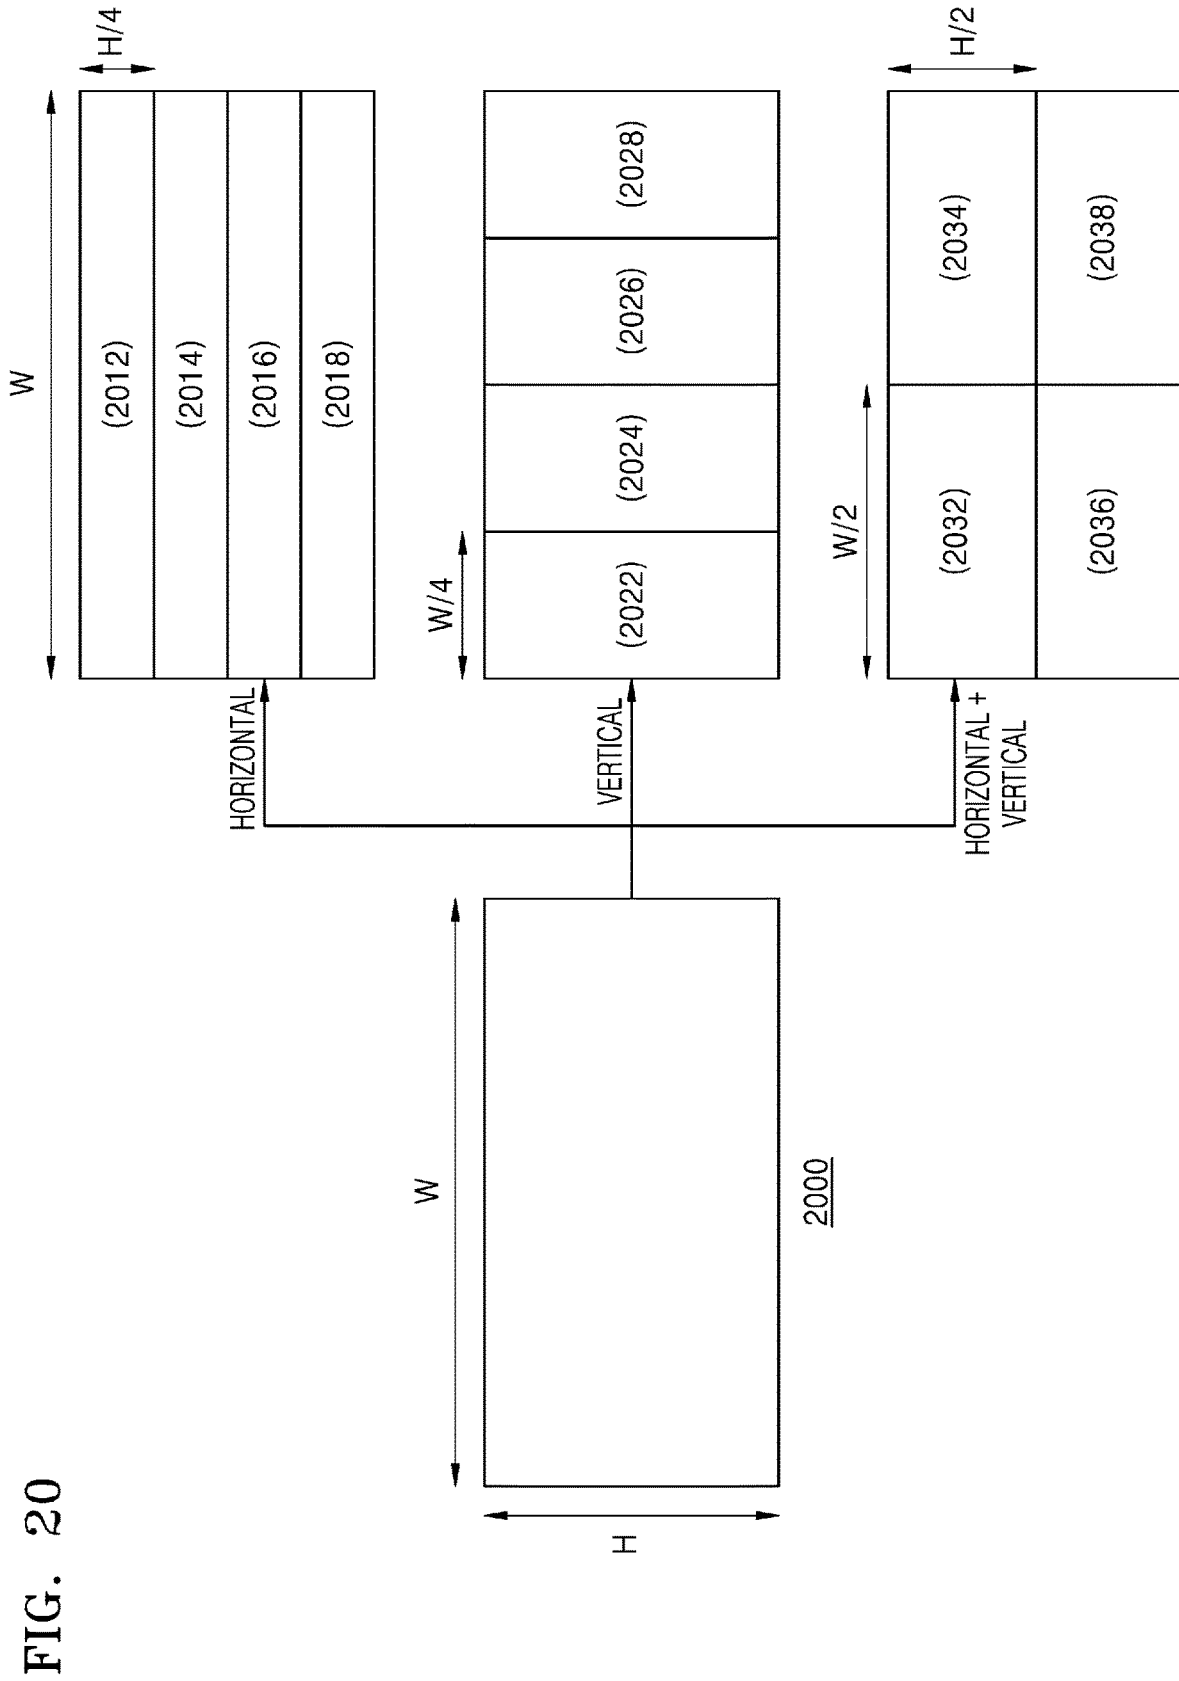 FIG. 20
W
H
2000
HORIZONTAL
W
H/4
(2012)
(2014)
(2016)
(2018)
VERTICAL
W/4
(2022)
(2024)
(2026)
(2028)
HORIZONTAL +
VERTICAL
W/2
H/2
(2032)
(2034)
(2036)
(2038)